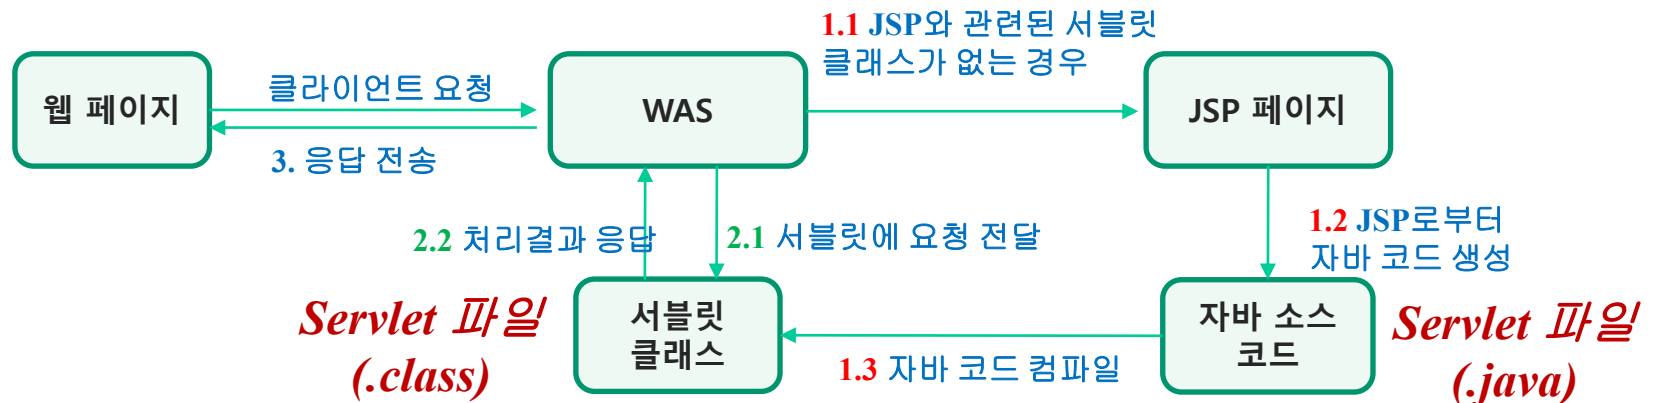 1.1 JSP와 관련된 서블릿
클래스가 없는 경우
웹 페이지
클라이언트 요청
WAS
JSP 페이지
3. 응답 전송
2.2 처리결과 응답
2.1 서블릿에 요청 전달
1.2 JSP로부터
자바 코드 생성
Servlet 파일
(.class)
서블릿
클래스
1.3 자바 코드 컴파일
자바 소스
코드
Servlet 파일
(.java)